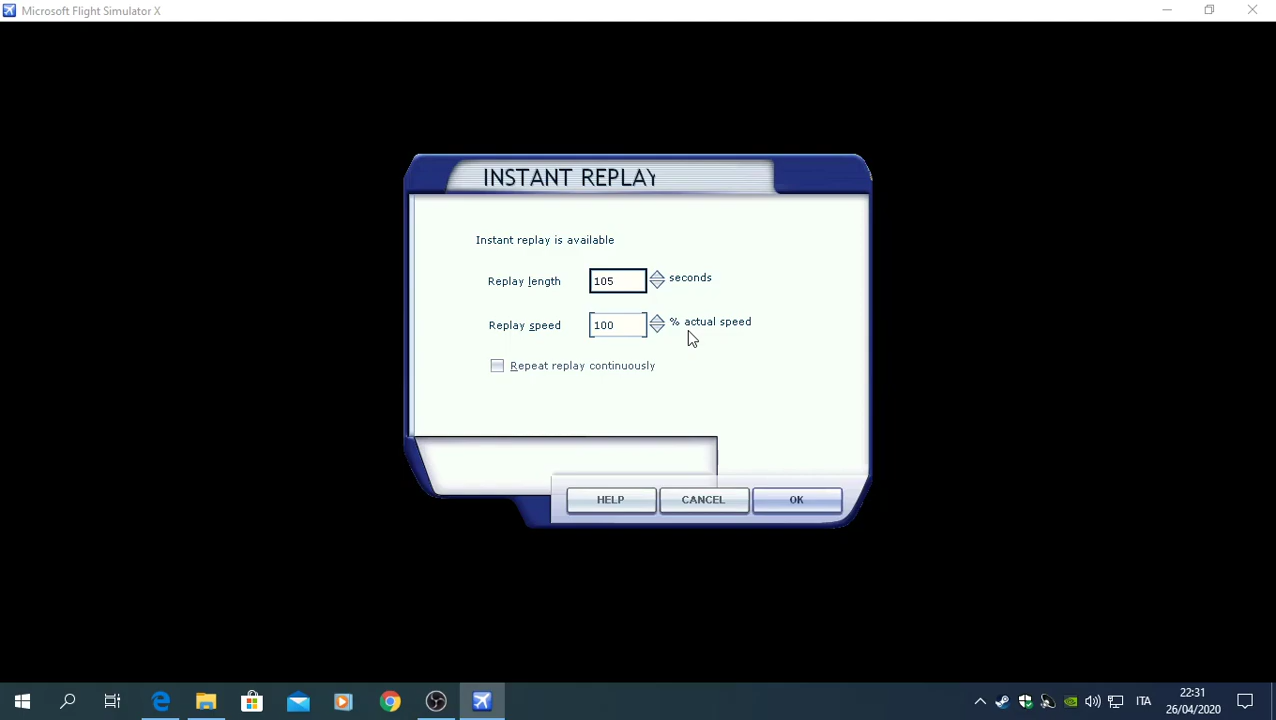 Microsoft Flight Simulator X
INSTANT REPLAY
Instant replay is available
Replay length 105 seconds
Replay speed 100 % actual speed
Repeat replay continuously
HELP CANCEL OK
ITA
22:31
26/04/2020